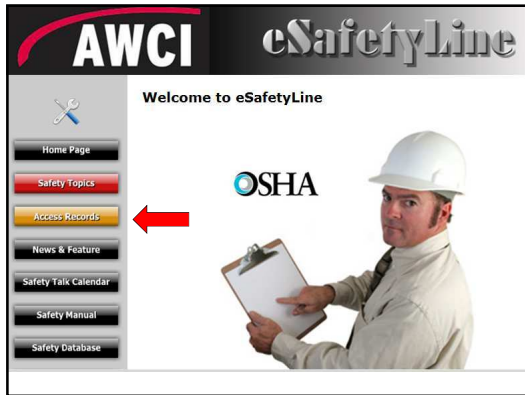 AWCI
eSafetyLine
Welcome to eSafetyLine
Home Page
Safety Topics
Access Records
News & Feature
Safety Talk Calendar
Safety Manual
Safety Database
OSHA